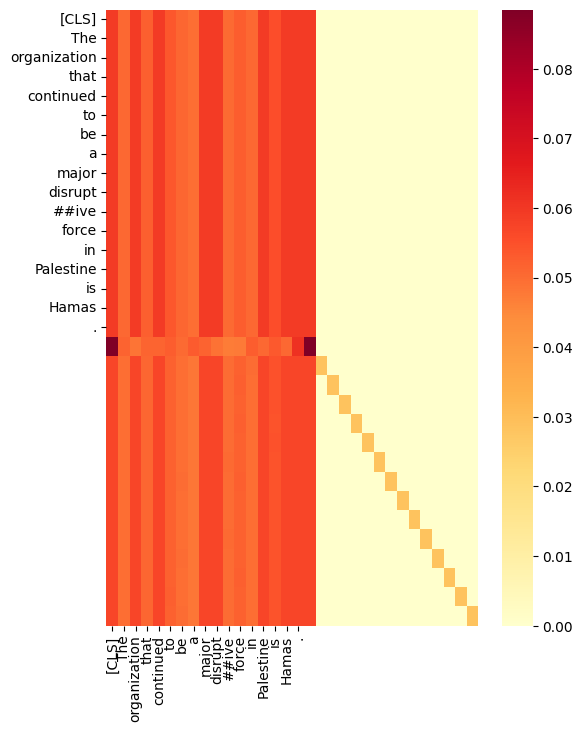 [CLS]
The
organization
that
continued
to
be
a
major
disrupt
##ive
force
in
Palestine
is
Hamas
.
0.08
0.07
0.06
0.05
0.04
0.03
0.02
0.01
0.00
[CLS]
The
organization
that
continued
to
be
a
major
disrupt
##ive
force
in
Palestine
is
Hamas
.